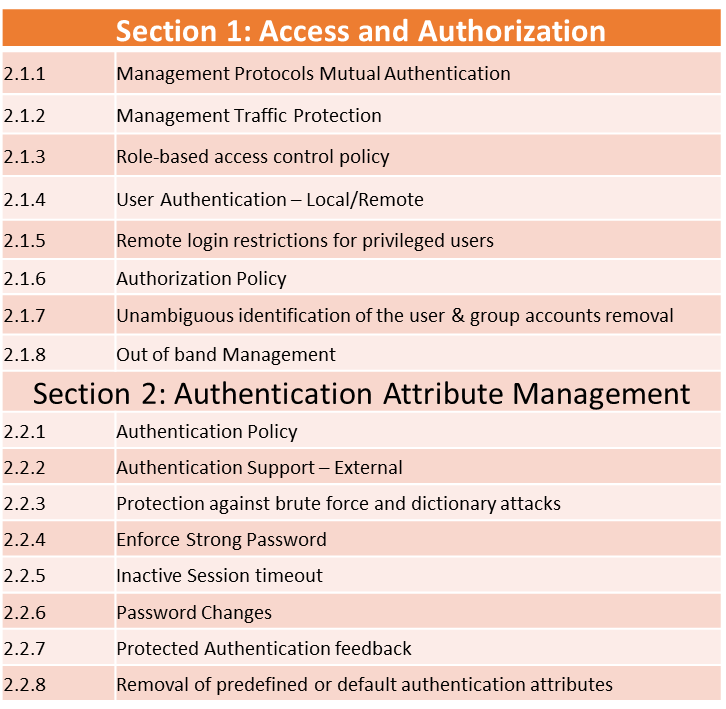 Section 1: Access and Authorization
2.1.1 Management Protocols Mutual Authentication
2.1.2 Management Traffic Protection
2.1.3 Role-based access control policy
2.1.4 User Authentication – Local/Remote
2.1.5 Remote login restrictions for privileged users
2.1.6 Authorization Policy
2.1.7 Unambiguous identification of the user & group accounts removal
2.1.8 Out of band Management
Section 2: Authentication Attribute Management
2.2.1 Authentication Policy
2.2.2 Authentication Support – External
2.2.3 Protection against brute force and dictionary attacks
2.2.4 Enforce Strong Password
2.2.5 Inactive Session timeout
2.2.6 Password Changes
2.2.7 Protected Authentication feedback
2.2.8 Removal of predefined or default authentication attributes